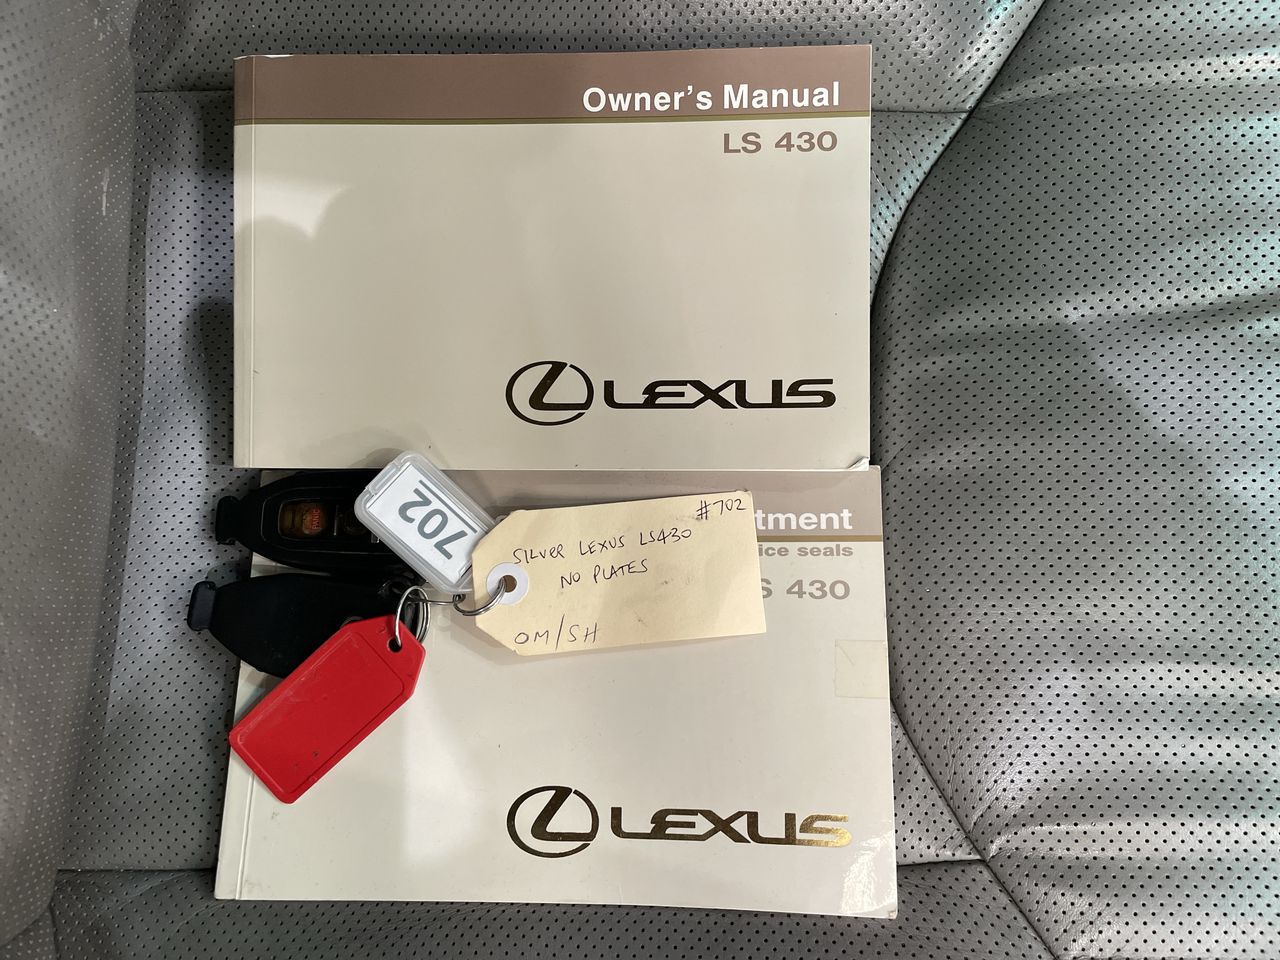 Owner's Manual
LS 430
LEXUS
PANIC
702
#702
SILVER LEXUS LS430
NO PLATES
OM/SH
tment
ice seals
S 430
LEXUS